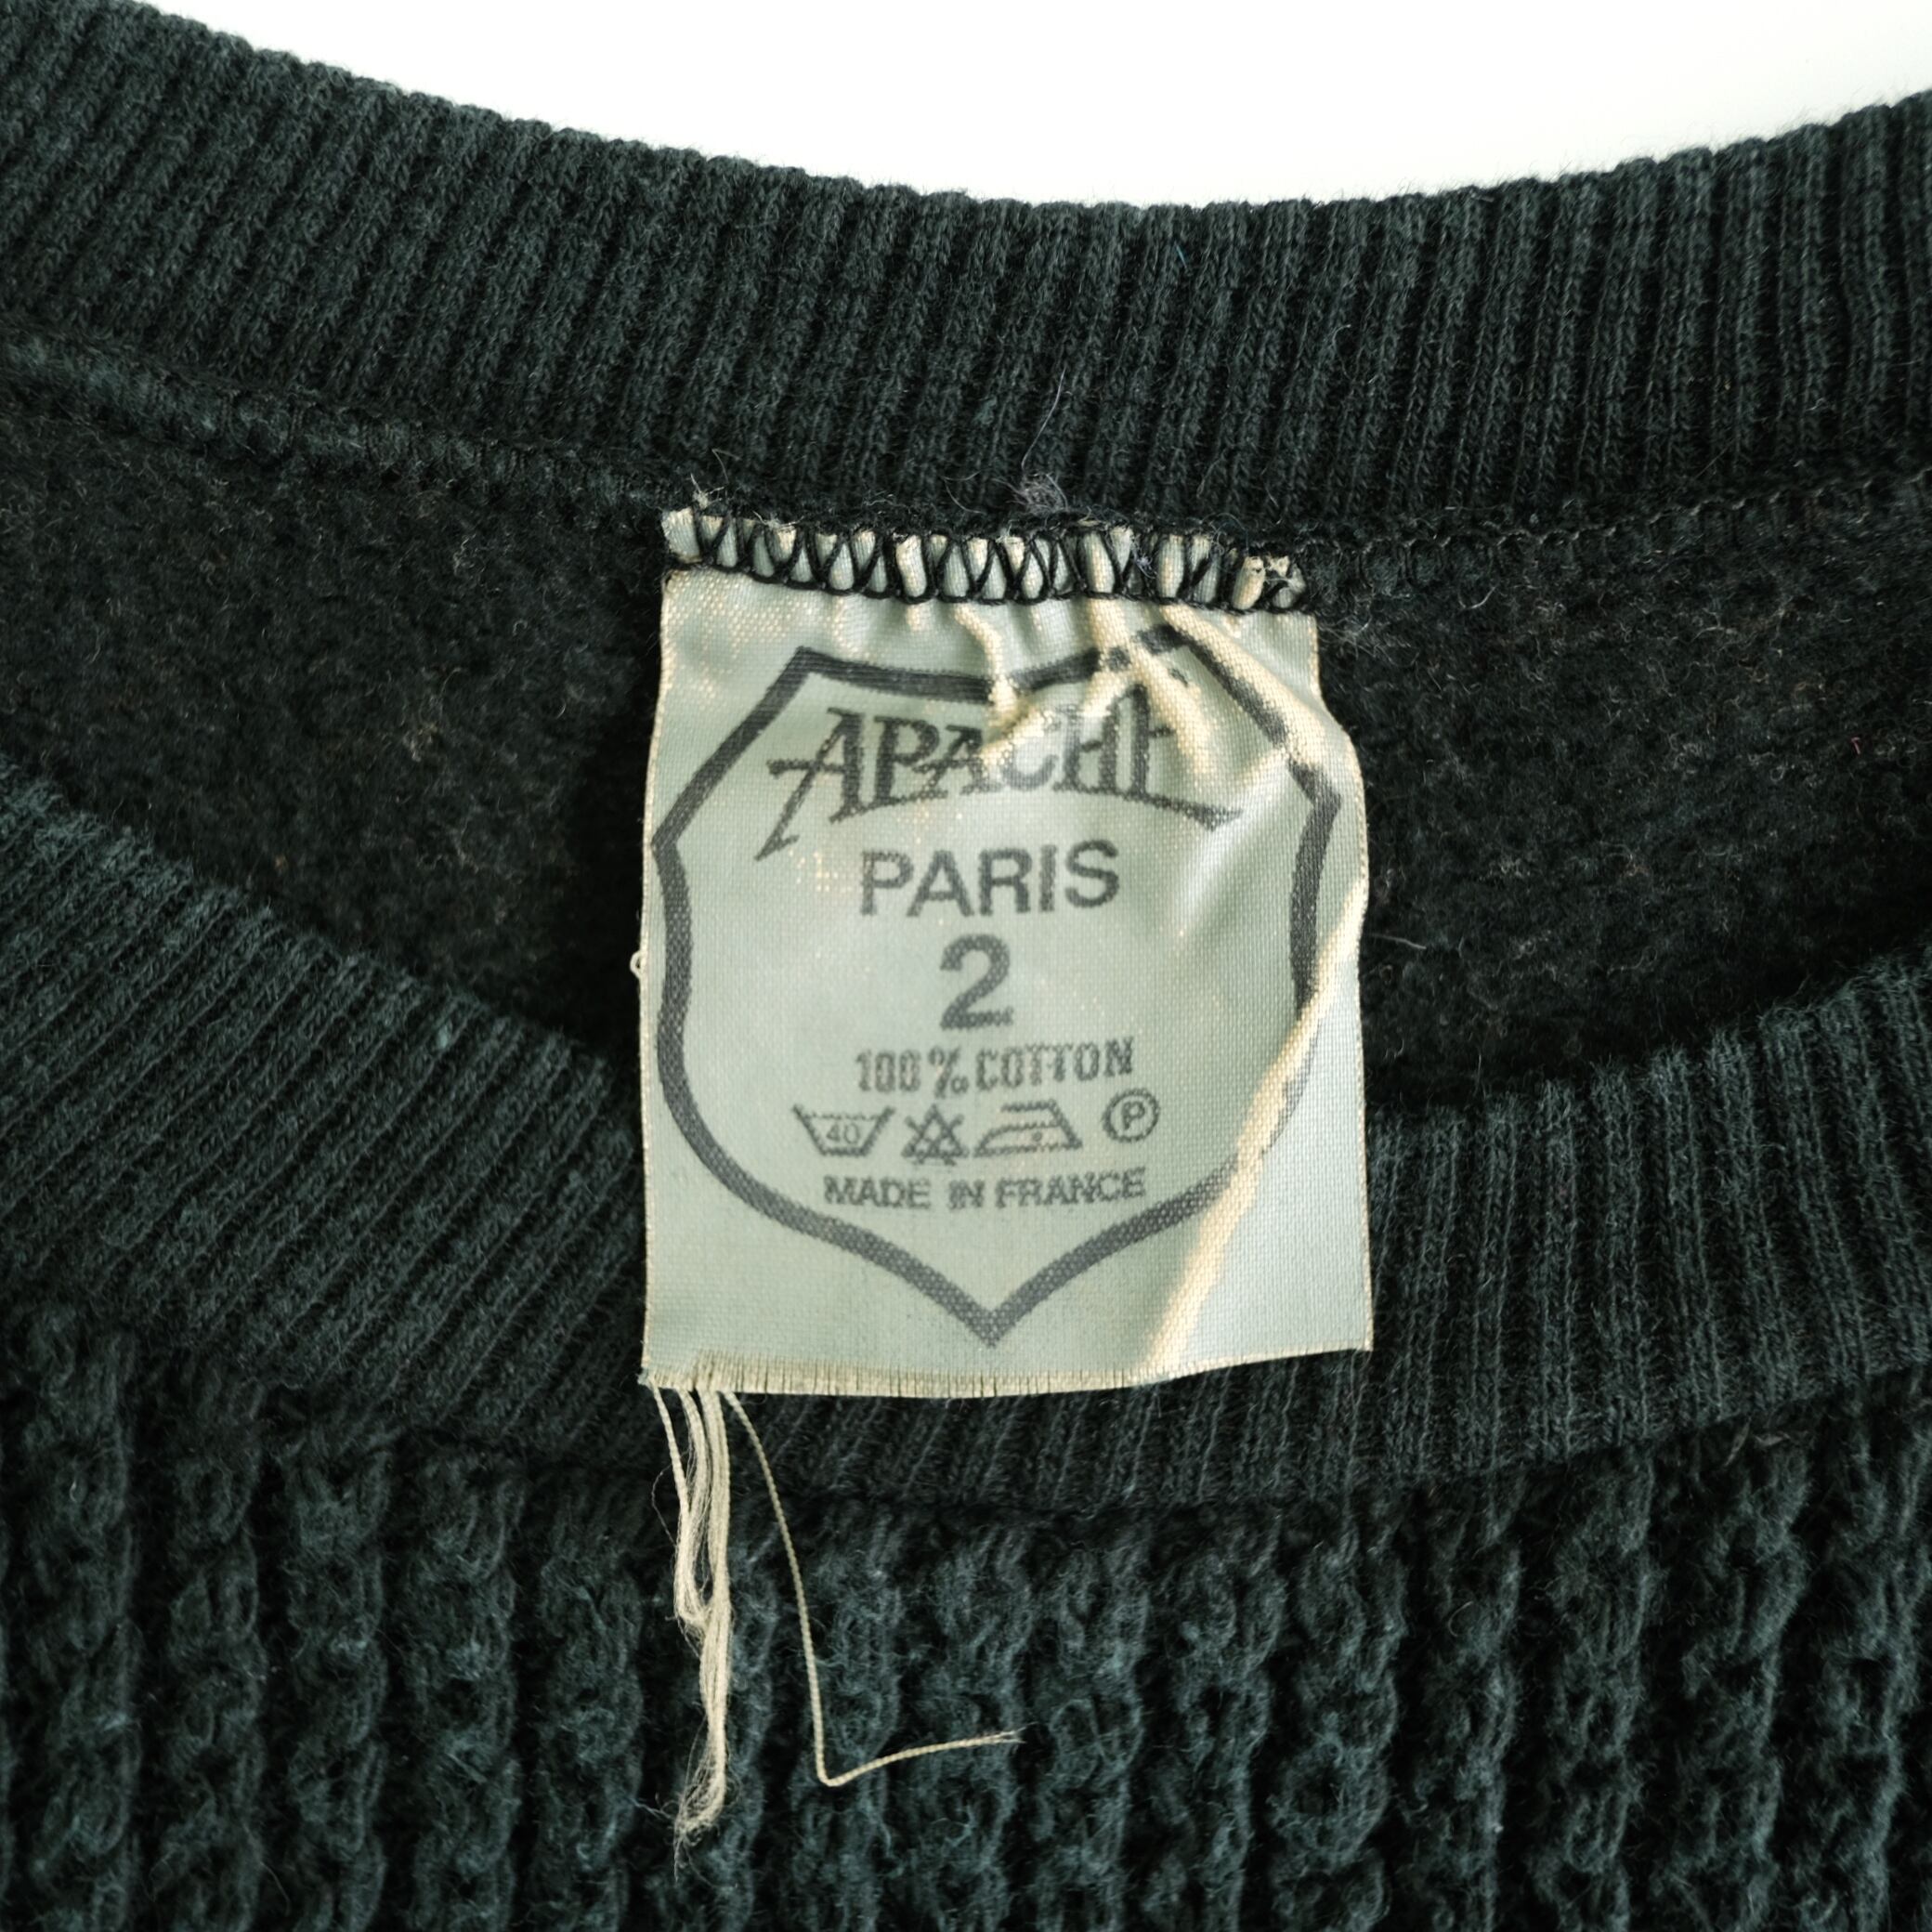 APACHE
PARIS
2
100% COTTON
40 P
MADE IN FRANCE